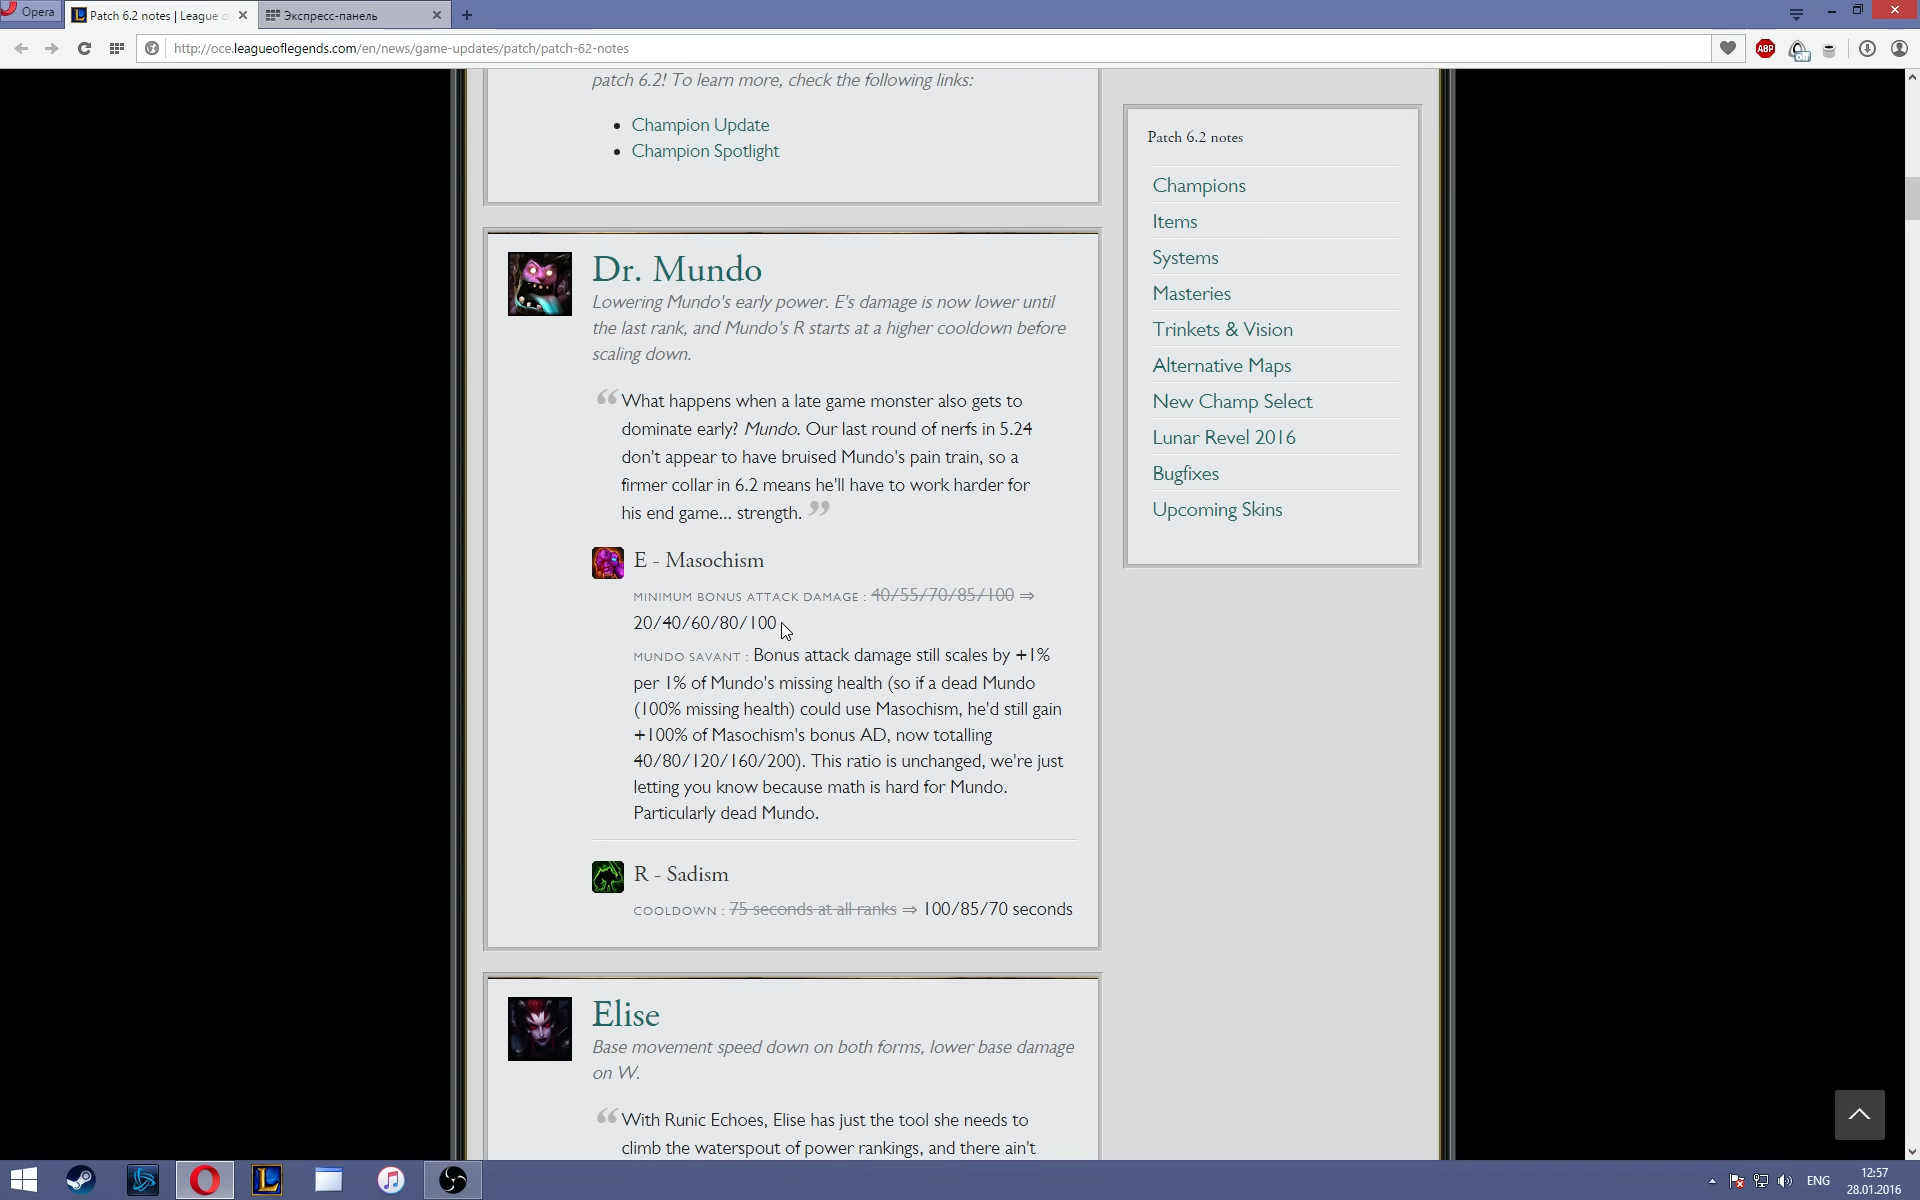 Opera
Patch 6.2 notes | League o
Экспресс-панель
http://oce.leagueoflegends.com/en/news/game-updates/patch/patch-62-notes
ABP
off
patch 6.2! To learn more, check the following links:
Champion Update
Champion Spotlight
Dr. Mundo
Lowering Mundo's early power. E's damage is now lower until
the last rank, and Mundo's R starts at a higher cooldown before
scaling down.
“What happens when a late game monster also gets to
dominate early? Mundo. Our last round of nerfs in 5.24
don't appear to have bruised Mundo's pain train, so a
firmer collar in 6.2 means he'll have to work harder for
his end game... strength. ”
E - Masochism
MINIMUM BONUS ATTACK DAMAGE : 40/55/70/85/100 ⇒
20/40/60/80/100
MUNDO SAVANT : Bonus attack damage still scales by +1%
per 1% of Mundo's missing health (so if a dead Mundo
(100% missing health) could use Masochism, he'd still gain
+100% of Masochism's bonus AD, now totalling
40/80/120/160/200). This ratio is unchanged, we're just
letting you know because math is hard for Mundo.
Particularly dead Mundo.
R - Sadism
COOLDOWN : 75 seconds at all ranks ⇒ 100/85/70 seconds
Elise
Base movement speed down on both forms, lower base damage
on W.
“With Runic Echoes, Elise has just the tool she needs to
climb the waterspout of power rankings, and there ain't
Patch 6.2 notes
Champions
Items
Systems
Masteries
Trinkets & Vision
Alternative Maps
New Champ Select
Lunar Revel 2016
Bugfixes
Upcoming Skins
ENG
12:57
28.01.2016